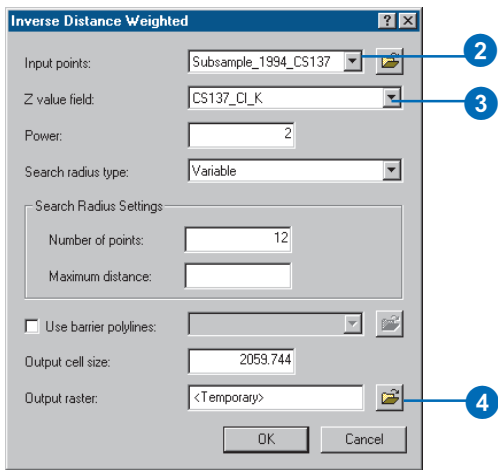 Inverse Distance Weighted
Input points: Subsample_1994_CS137 2
Z value field: CS137_CI_K 3
Power: 2
Search radius type: Variable
Search Radius Settings
Number of points: 12
Maximum distance:
Use barrier polylines:
Output cell size: 2059.744
Output raster: <Temporary> 4
OK Cancel